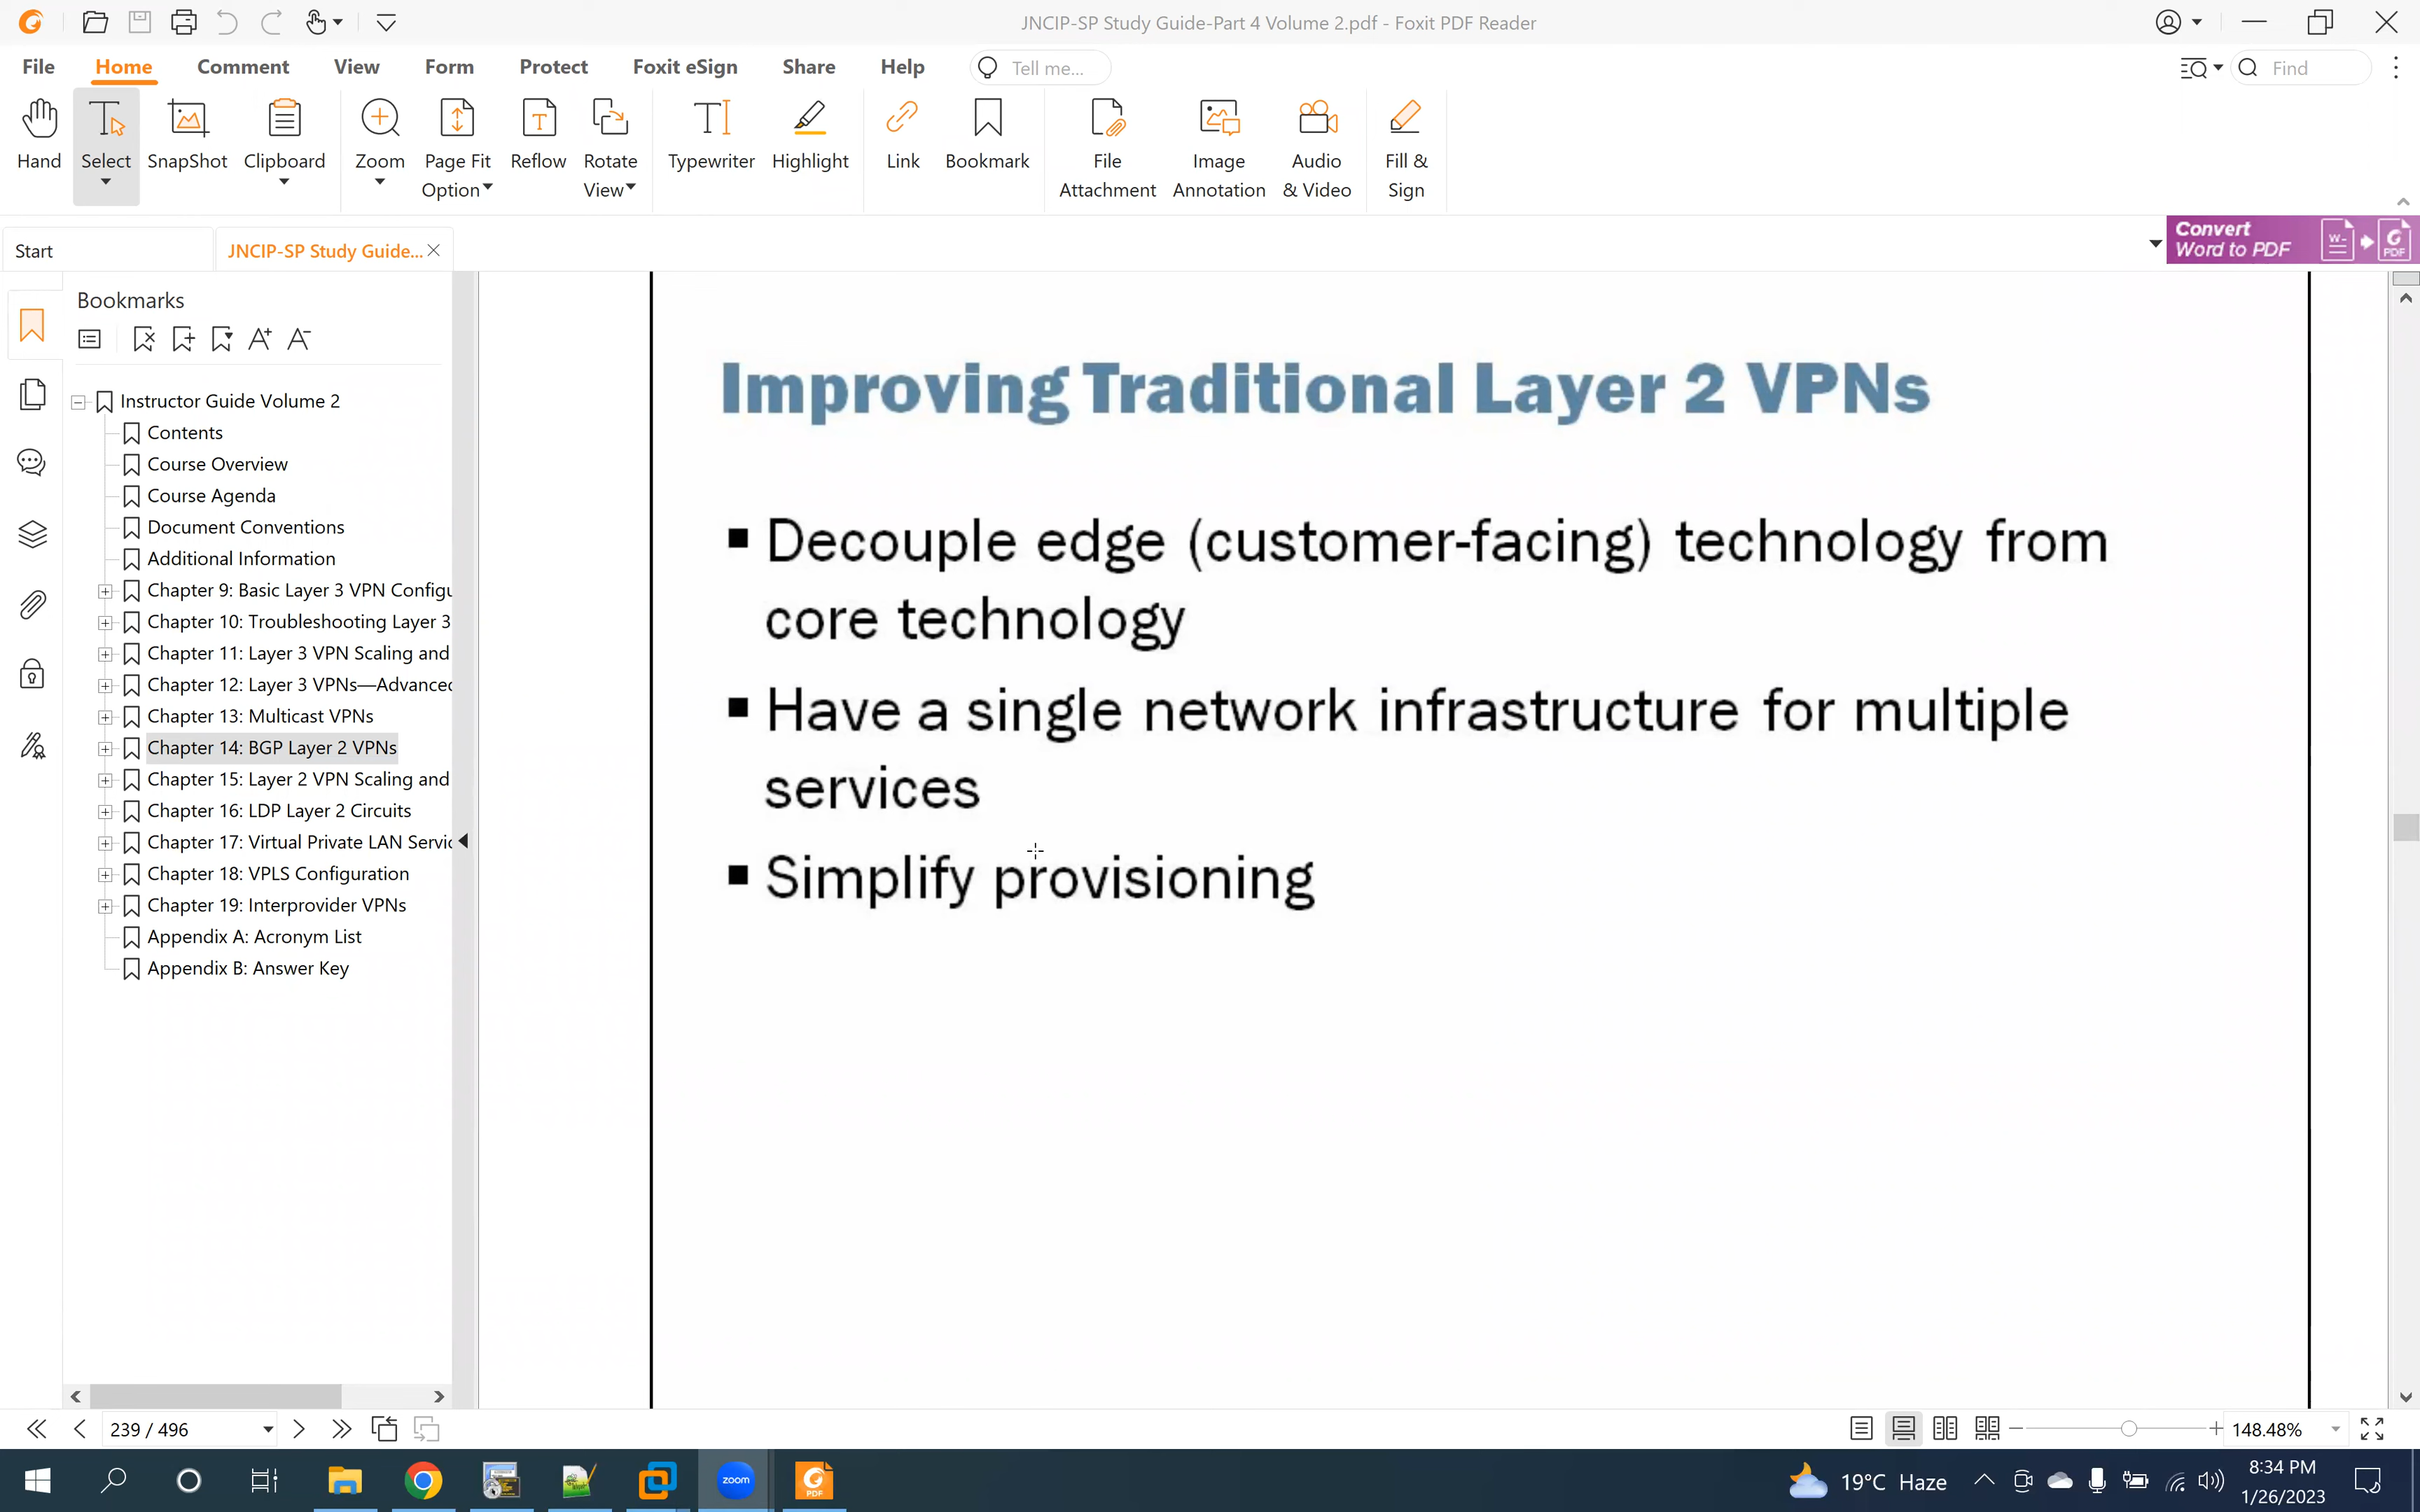 JNCIP-SP Study Guide-Part 4 Volume 2.pdf - Foxit PDF Reader
File Home Comment View Form Protect Foxit eSign Share Help Tell me... Find
Hand Select SnapShot Clipboard Zoom Page Fit Option Reflow Rotate View Typewriter Highlight Link Bookmark File Attachment Image Annotation Audio & Video Fill & Sign
Start JNCIP-SP Study Guide...
Convert
Word to PDF
W
PDF
Bookmarks
Instructor Guide Volume 2
Contents
Course Overview
Course Agenda
Document Conventions
Additional Information
Chapter 9: Basic Layer 3 VPN Configu
Chapter 10: Troubleshooting Layer 3
Chapter 11: Layer 3 VPN Scaling and
Chapter 12: Layer 3 VPNs—Advanced
Chapter 13: Multicast VPNs
Chapter 14: BGP Layer 2 VPNs
Chapter 15: Layer 2 VPN Scaling and
Chapter 16: LDP Layer 2 Circuits
Chapter 17: Virtual Private LAN Servic
Chapter 18: VPLS Configuration
Chapter 19: Interprovider VPNs
Appendix A: Acronym List
Appendix B: Answer Key
Improving Traditional Layer 2 VPNs
▪ Decouple edge (customer-facing) technology from
core technology
▪ Have a single network infrastructure for multiple
services
▪ Simplify provisioning
239 / 496
148.48%
zoom
PDF
19°C Haze
8:34 PM
1/26/2023